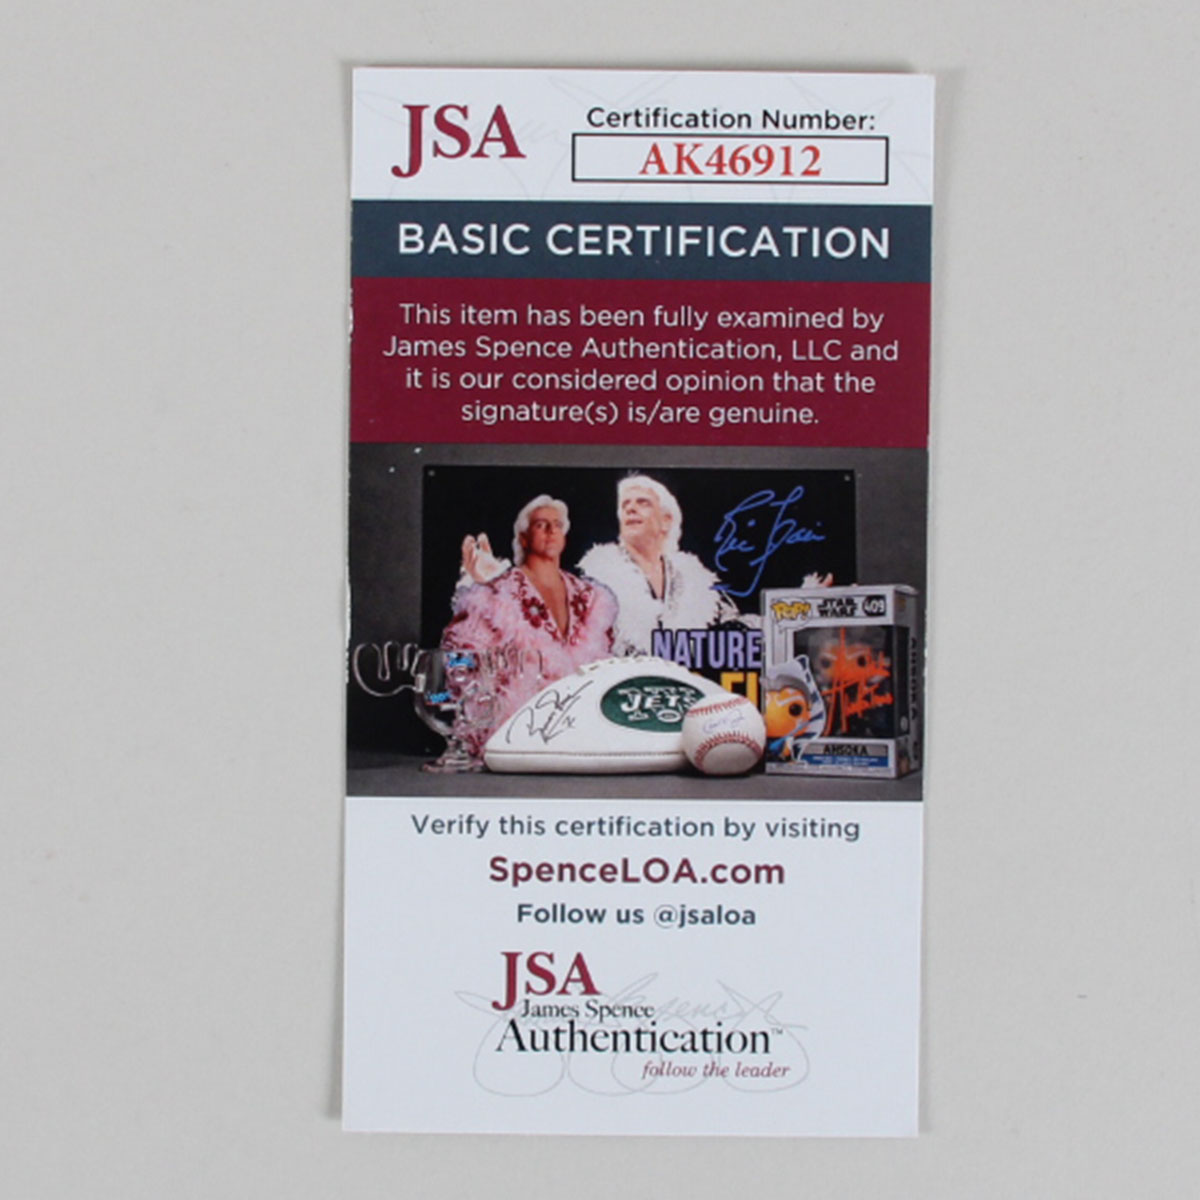 JSA
Certification Number:
AK46912
BASIC CERTIFICATION
This item has been fully examined by
James Spence Authentication, LLC and
it is our considered opinion that the
signature(s) is/are genuine.
NATURE
JETS
POP!
STAR
WARS
409
AHSOKA
Verify this certification by visiting
SpenceLOA.com
Follow us @jsaloa
JSA
James Spence
Authentication™
follow the leader